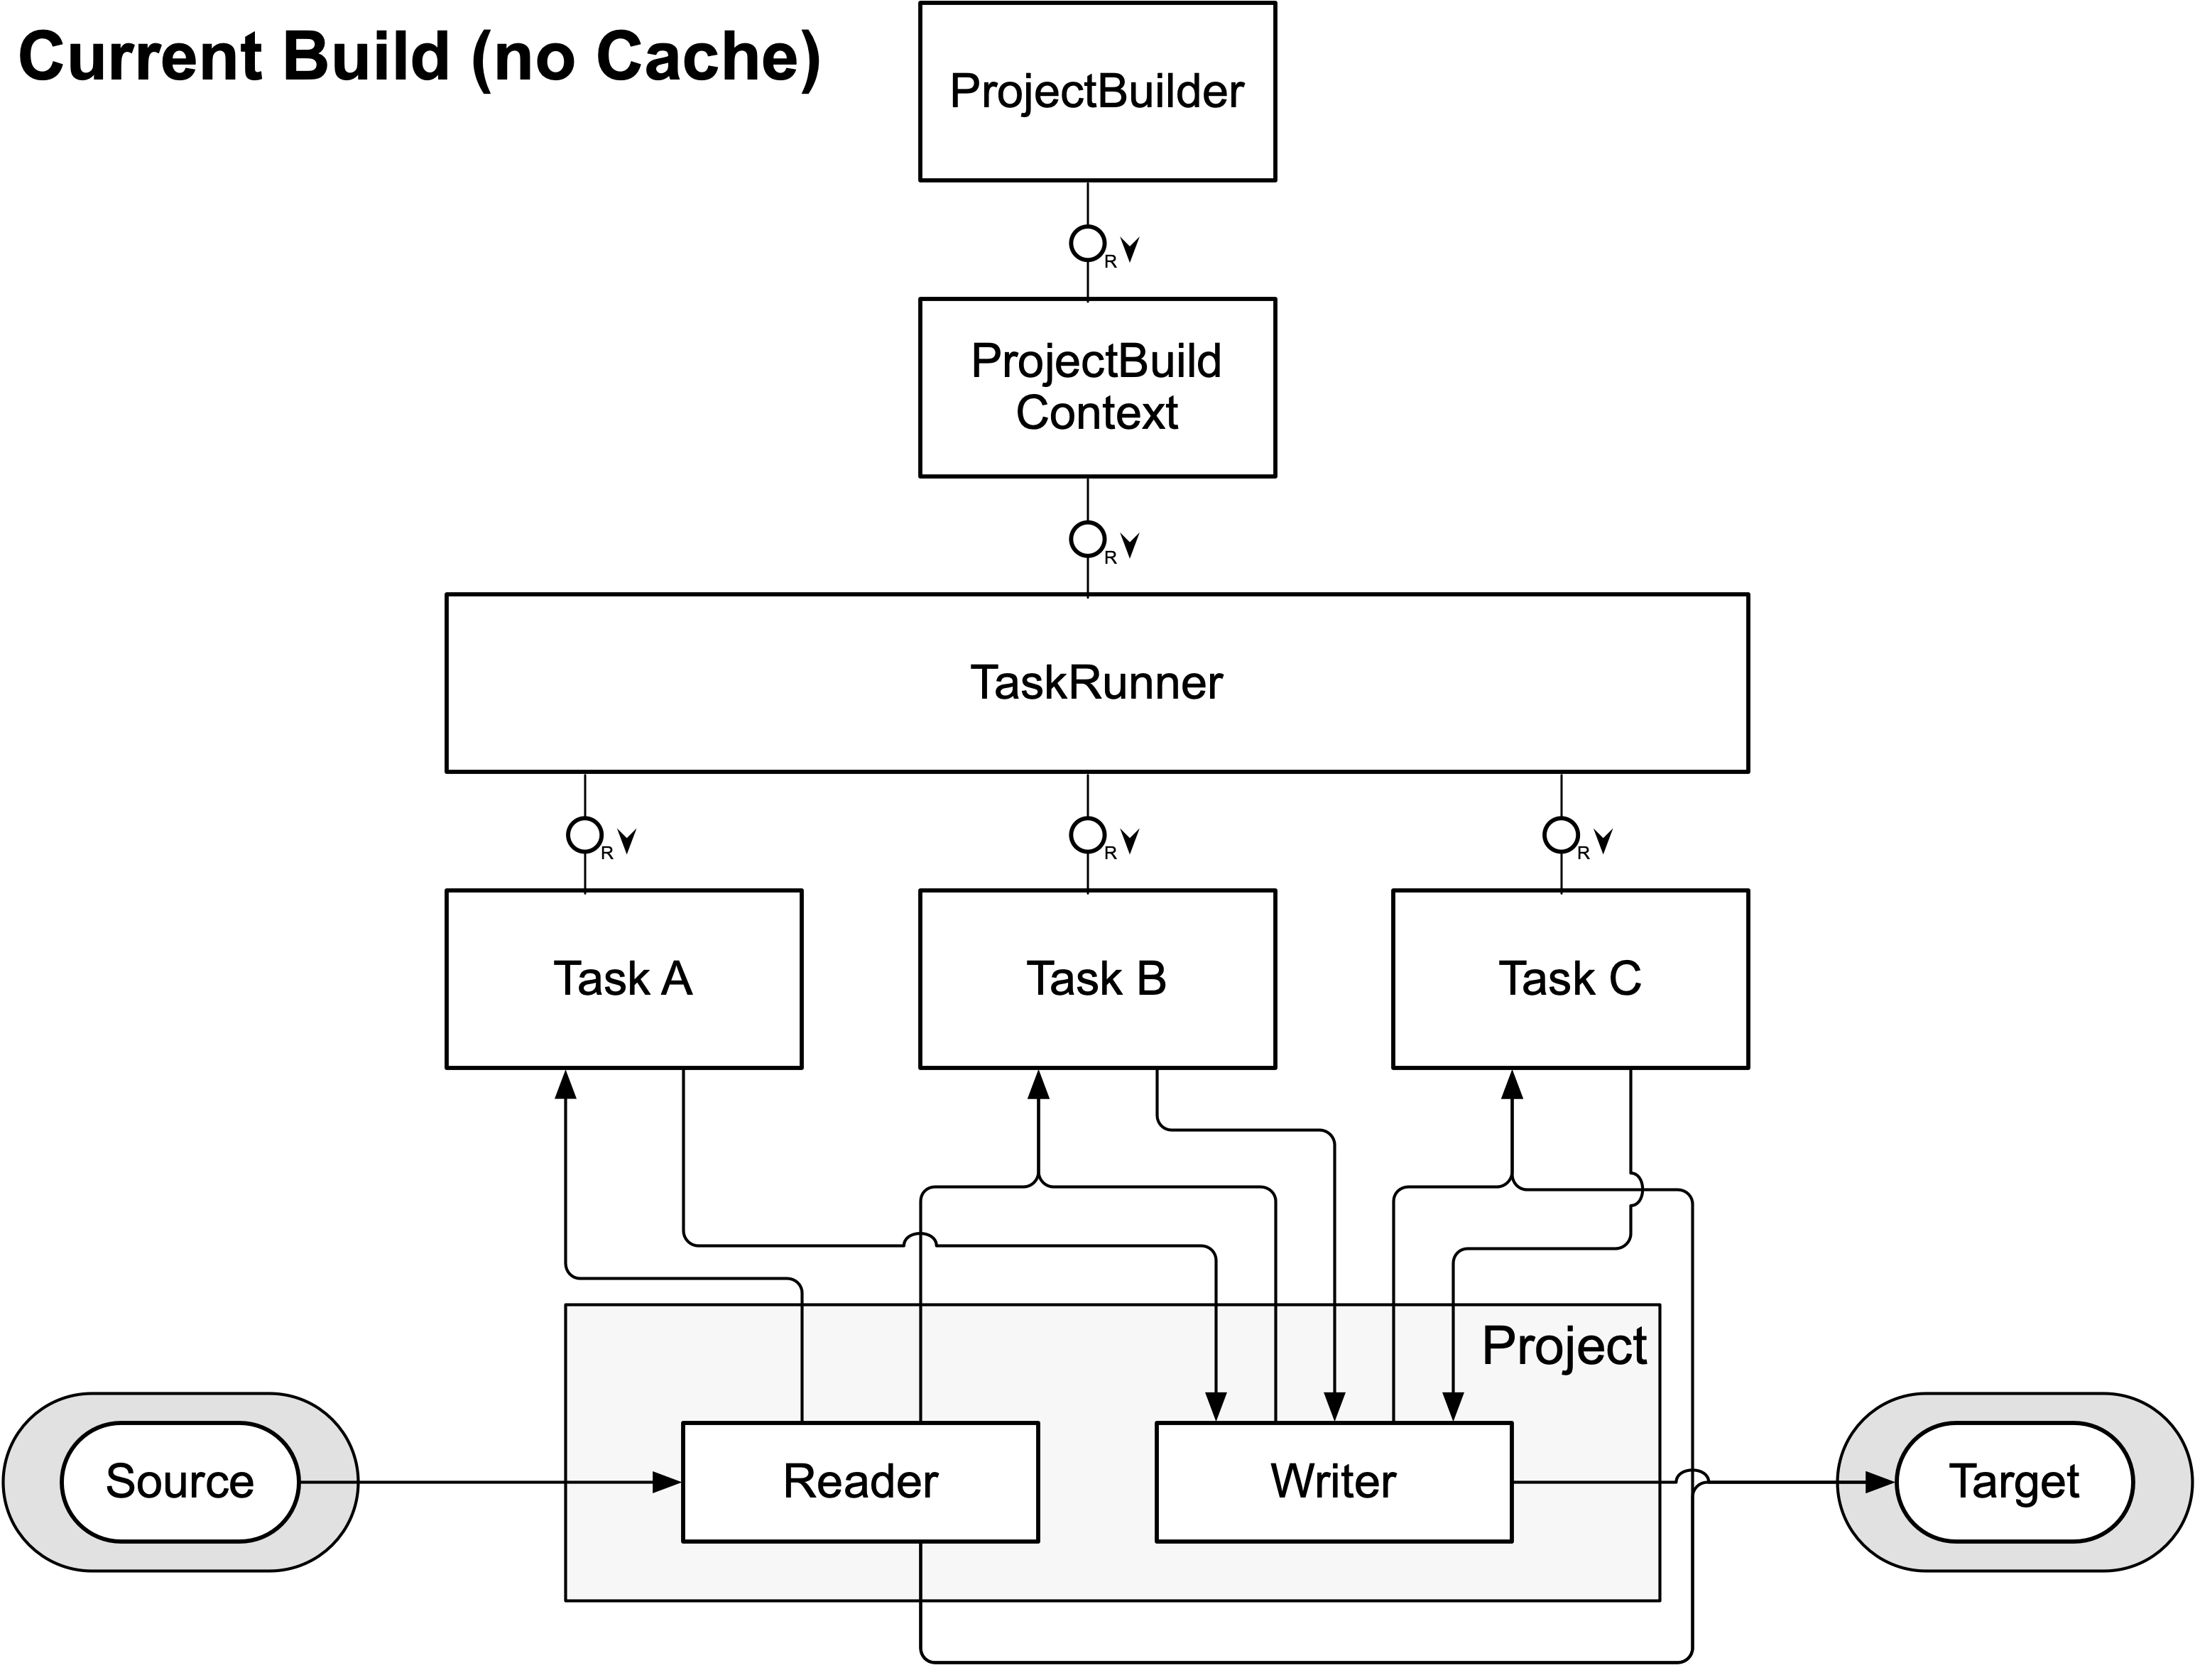 Current Build (no Cache)
ProjectBuilder
R
ProjectBuild
Context
R
TaskRunner
R
R
R
Task A
Task B
Task C
Project
Source
Reader
Writer
Target